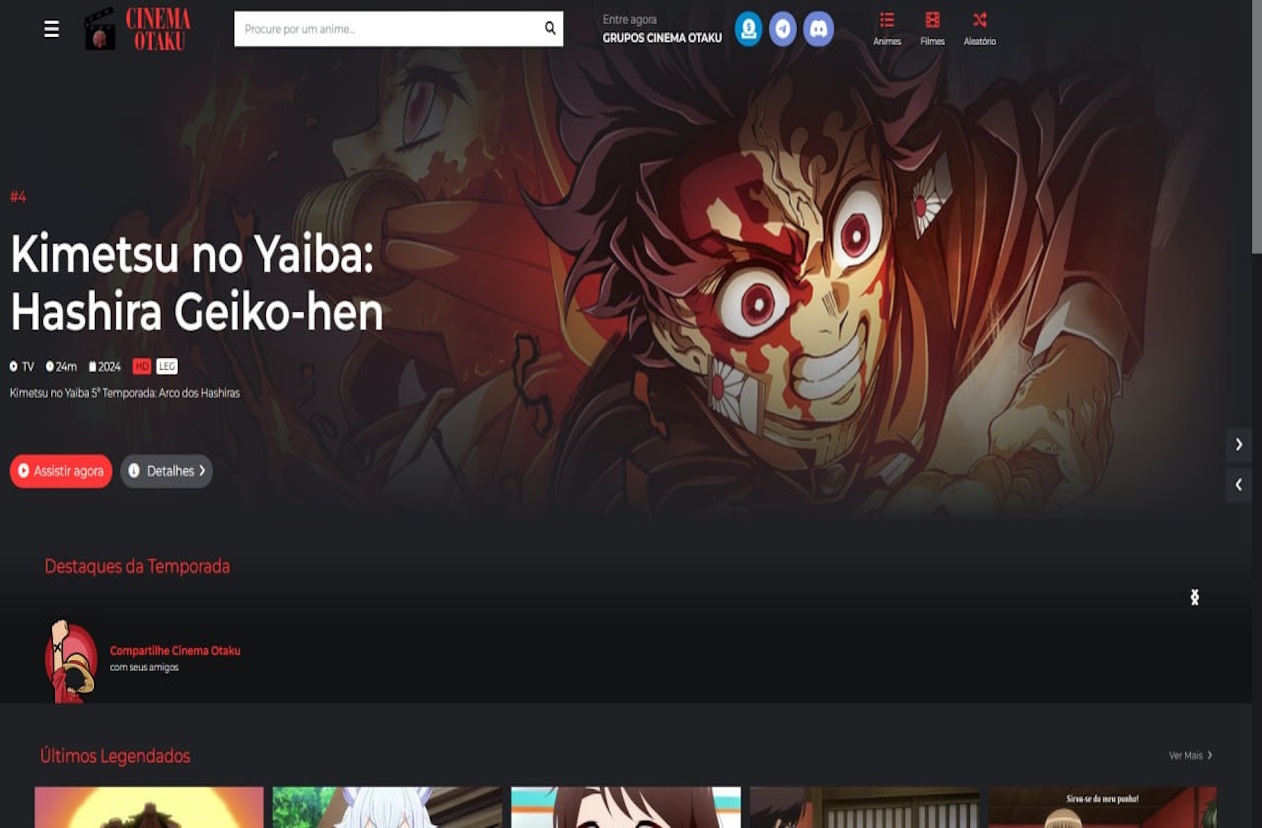 CINEMA
OTAKU
Procure por um anime...
Entre agora
GRUPOS CINEMA OTAKU
Animes
Filmes
Aleatório
#4
Kimetsu no Yaiba:
Hashira Geiko-hen
TV 24m 2024 HD LEG
Kimetsu no Yaiba 5ª Temporada: Arco dos Hashiras
Assistir agora
Detalhes
Destaques da Temporada
Compartilhe Cinema Otaku
com seus amigos
Últimos Legendados
Ver Mais
Sirva-se do meu punho!